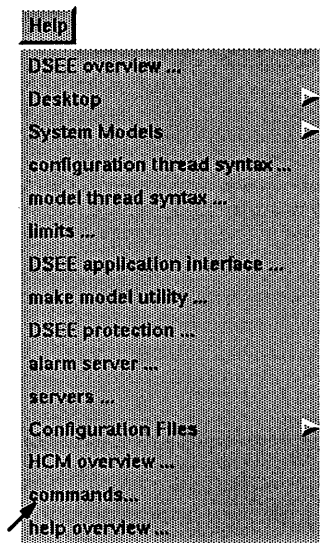 Help
DSEE overview ...
Desktop
System Models
configuration thread syntax ...
model thread syntax ...
limits ...
DSEE application interface ...
make model utility ...
DSEE protection ...
alarm server ...
servers ...
Configuration Files
HCM overview ...
commands...
help overview ...